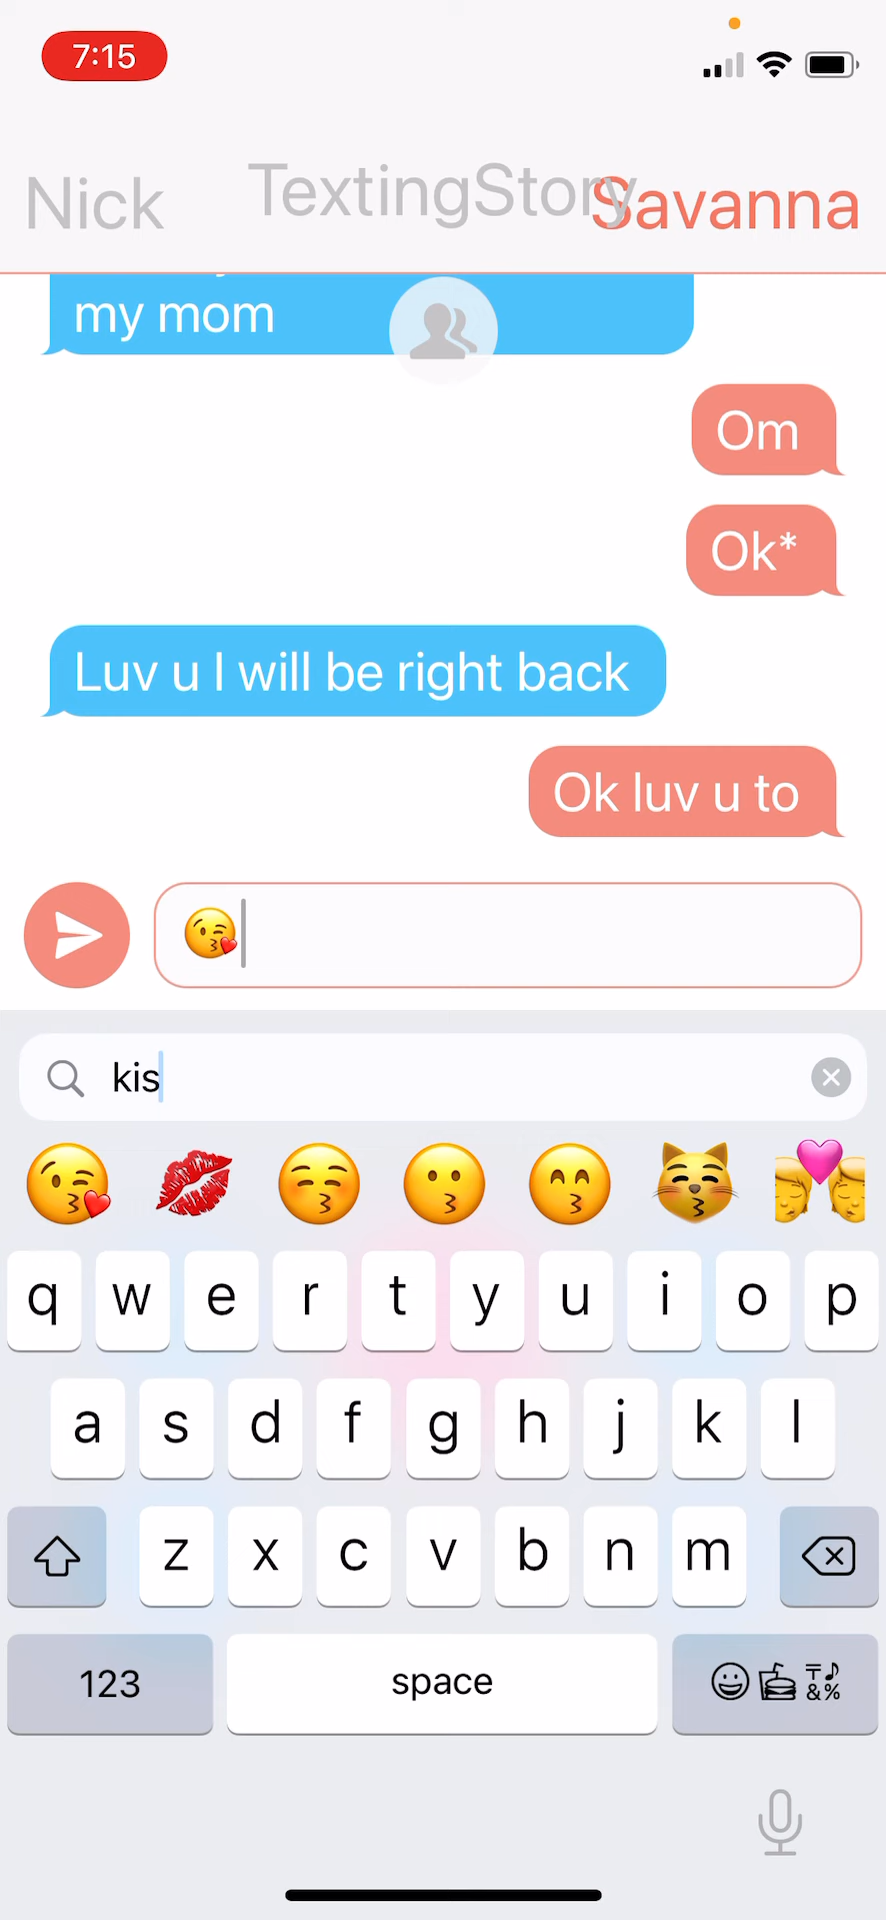 7:15
Nick TextingStory Savanna
my mom
Om
Ok*
Luv u I will be right back
Ok luv u to
😘
kis
😘 💋 😚 😗 😙 😽 💏
q w e r t y u i o p
a s d f g h j k l
z x c v b n m
123 space